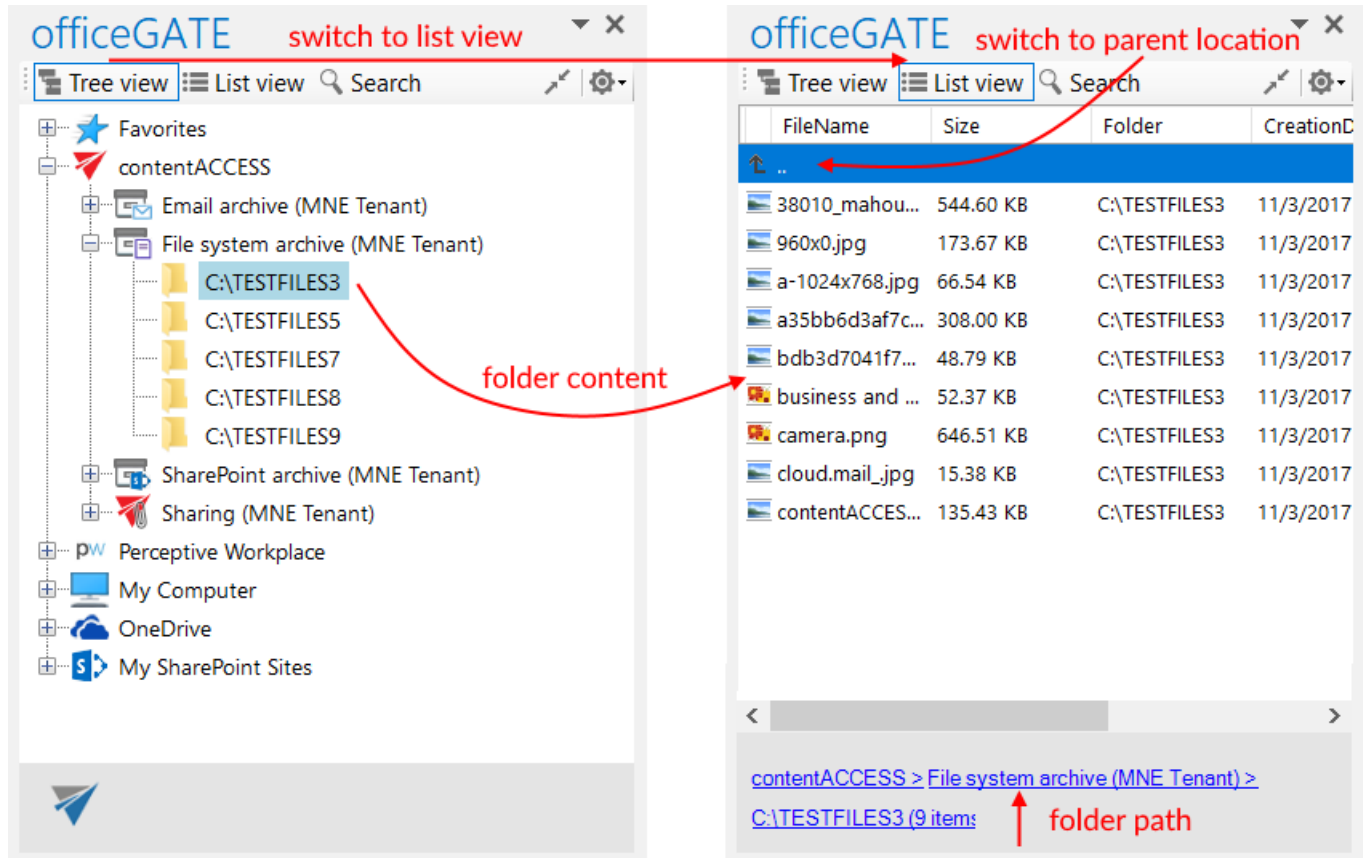 officeGATE switch to list view
Tree view List view Search
Favorites
contentACCESS
Email archive (MNE Tenant)
File system archive (MNE Tenant)
C:\TESTFILES3
C:\TESTFILES5
C:\TESTFILES7
C:\TESTFILES8
C:\TESTFILES9
SharePoint archive (MNE Tenant)
Sharing (MNE Tenant)
pw Perceptive Workplace
My Computer
OneDrive
S My SharePoint Sites
folder content
officeGATE switch to parent location
Tree view List view Search
FileName Size Folder CreationD
..
38010_mahou... 544.60 KB C:\TESTFILES3 11/3/2017
960x0.jpg 173.67 KB C:\TESTFILES3 11/3/2017
a-1024x768.jpg 66.54 KB C:\TESTFILES3 11/3/2017
a35bb6d3af7c... 308.00 KB C:\TESTFILES3 11/3/2017
bdb3d7041f7... 48.79 KB C:\TESTFILES3 11/3/2017
business and ... 52.37 KB C:\TESTFILES3 11/3/2017
camera.png 646.51 KB C:\TESTFILES3 11/3/2017
cloud.mail_.jpg 15.38 KB C:\TESTFILES3 11/3/2017
contentACCES... 135.43 KB C:\TESTFILES3 11/3/2017
contentACCESS > File system archive (MNE Tenant) >
C:\TESTFILES3 (9 items
folder path